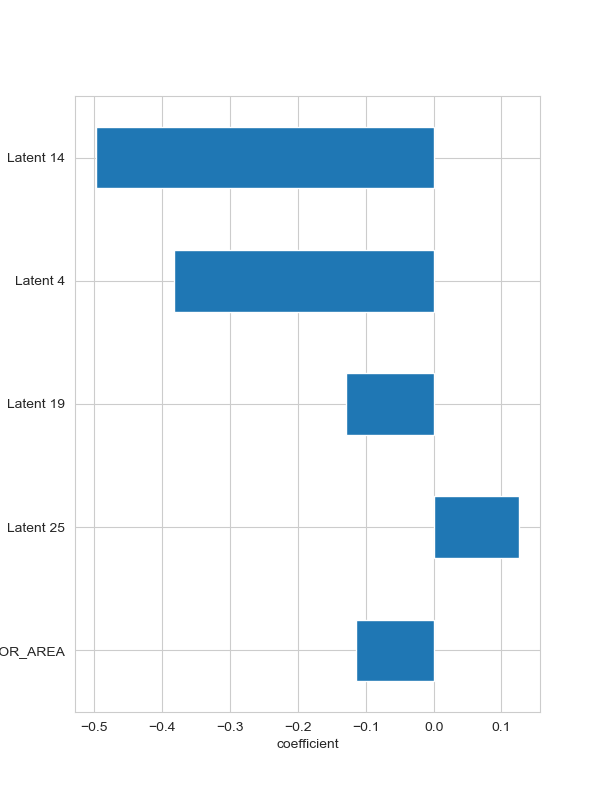 Latent 14
Latent 4
Latent 19
Latent 25
OR_AREA
−0.5 −0.4 −0.3 −0.2 −0.1 0.0 0.1
coefficient